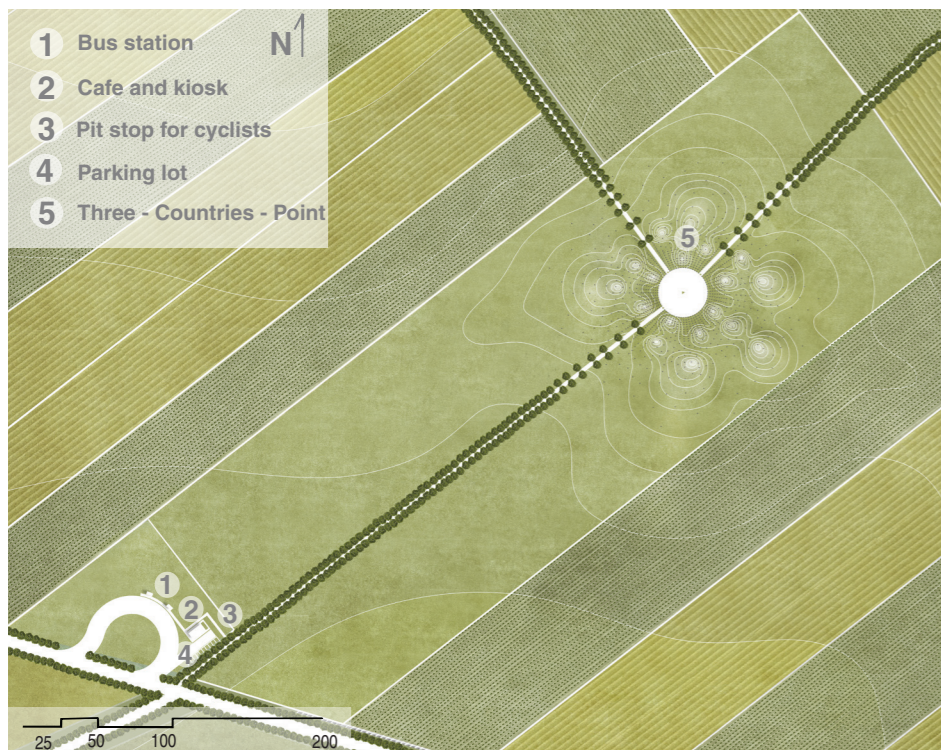 1 Bus station
N
2 Cafe and kiosk
3 Pit stop for cyclists
4 Parking lot
5 Three - Countries - Point
5
1
2
3
4
25 50 100 200